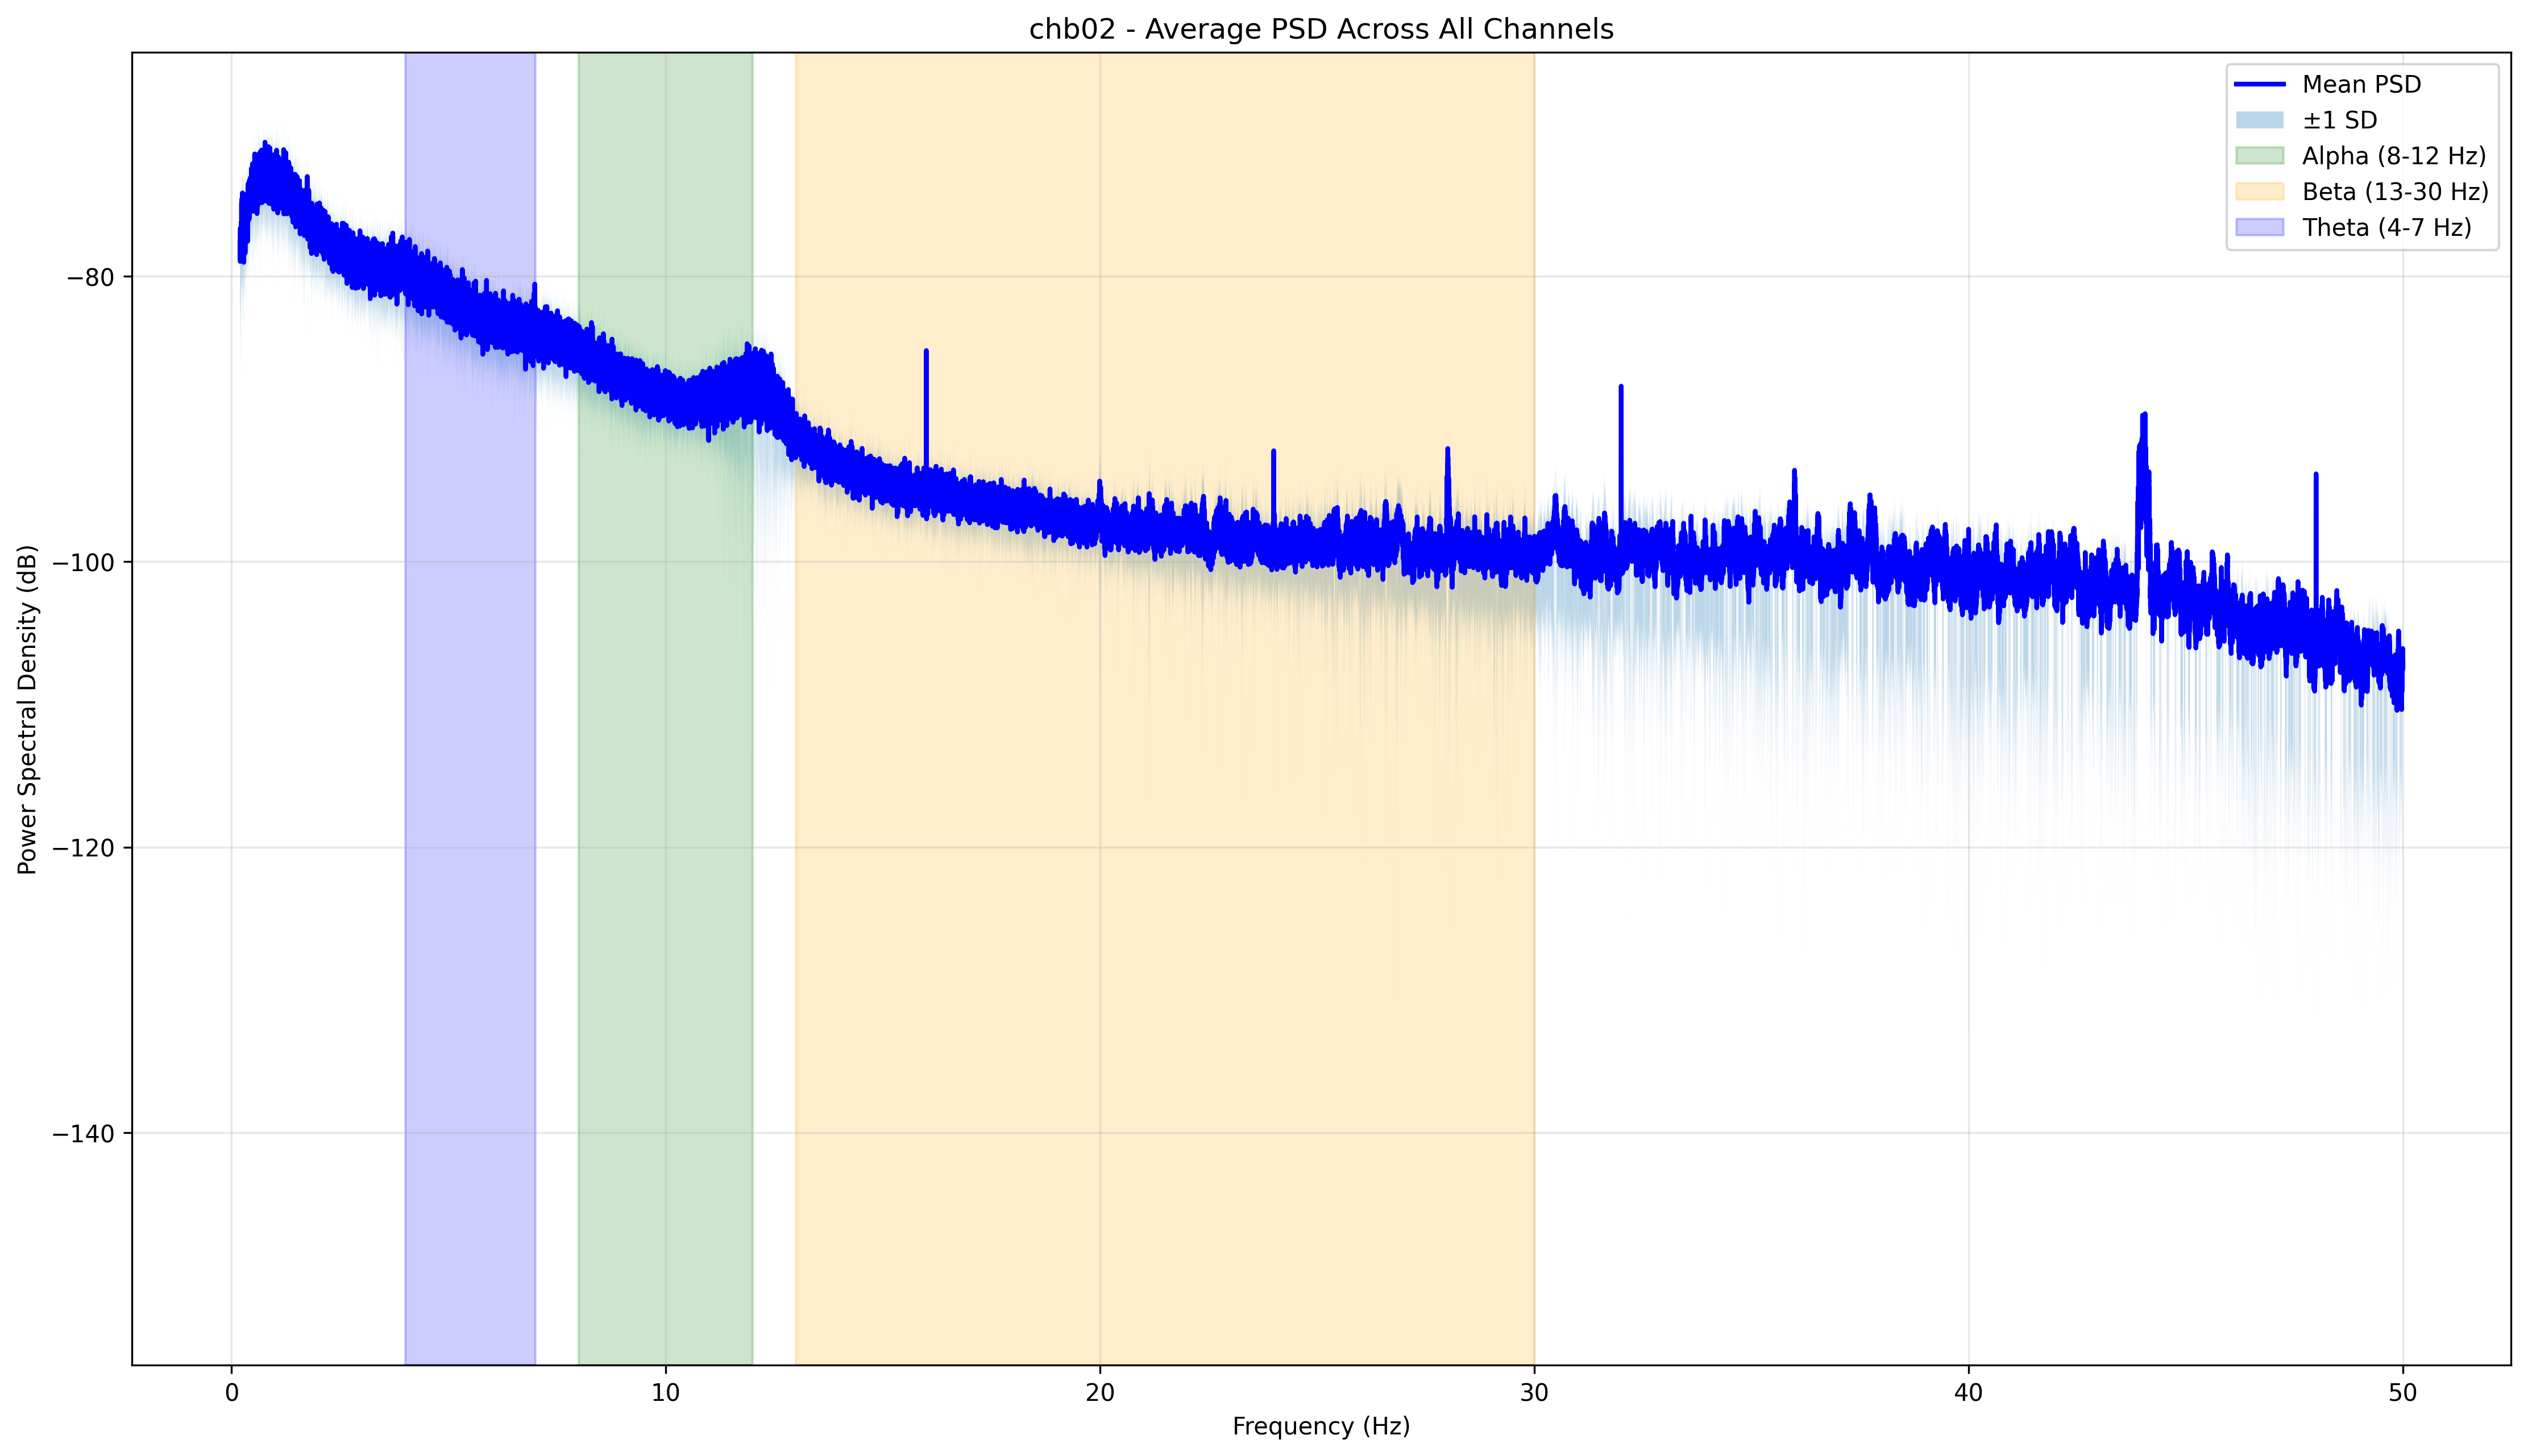 chb02 - Average PSD Across All Channels
Mean PSD
±1 SD
Alpha (8-12 Hz)
Beta (13-30 Hz)
Theta (4-7 Hz)
Power Spectral Density (dB)
−80
−100
−120
−140
0 10 20 30 40 50
Frequency (Hz)